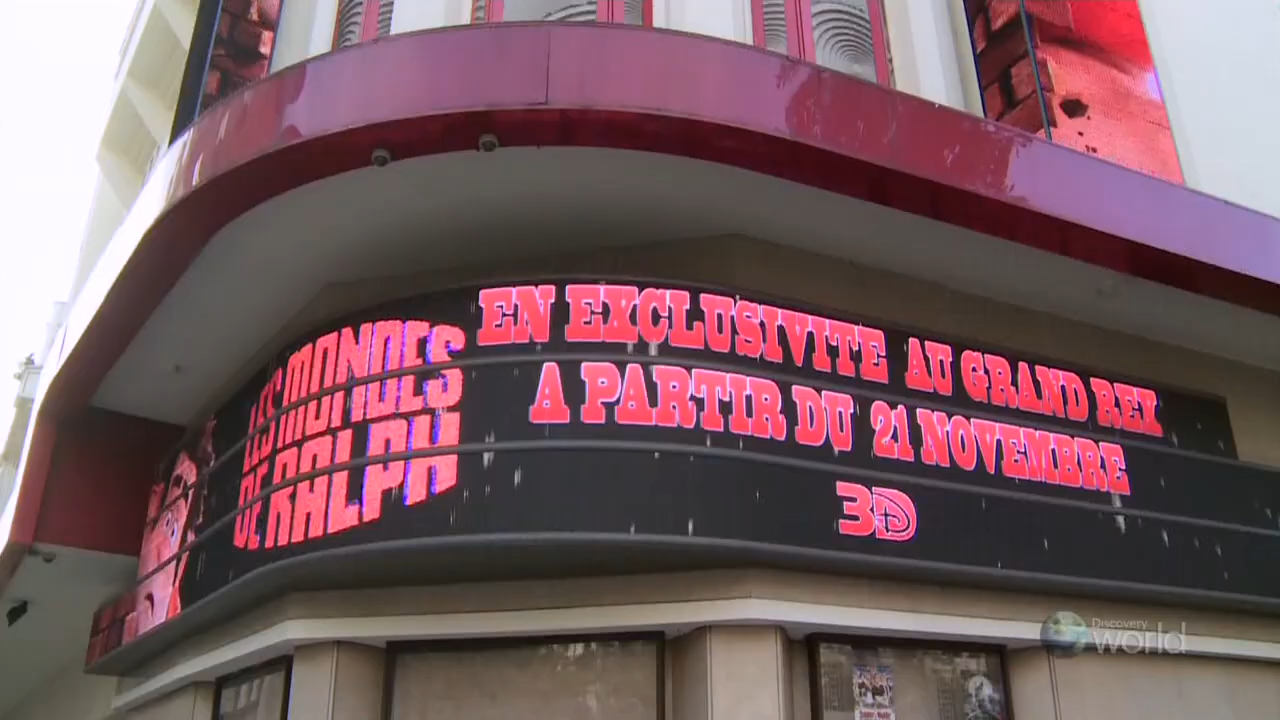 LES MONDES
DE RALPH
EN EXCLUSIVITE AU GRAND REX
A PARTIR DU 21 NOVEMBRE
3D
Discovery
world